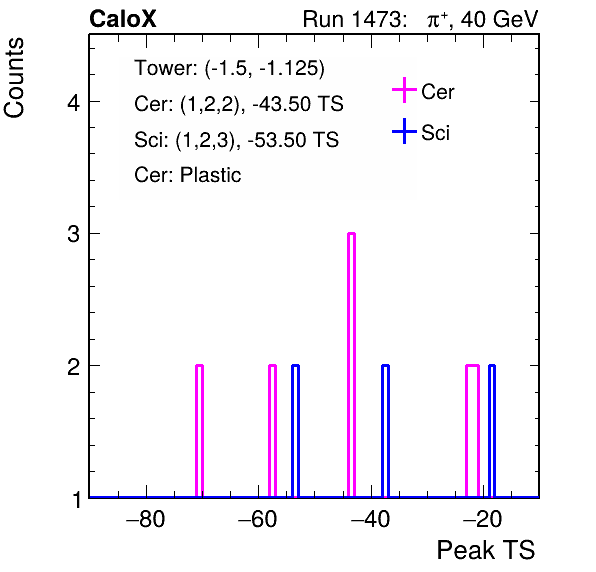 CaloX Run 1473: π⁺, 40 GeV
Counts
Tower: (-1.5, -1.125)
Cer: (1,2,2), -43.50 TS
Sci: (1,2,3), -53.50 TS
Cer: Plastic
Cer
Sci
4
3
2
1
−80 −60 −40 −20
Peak TS